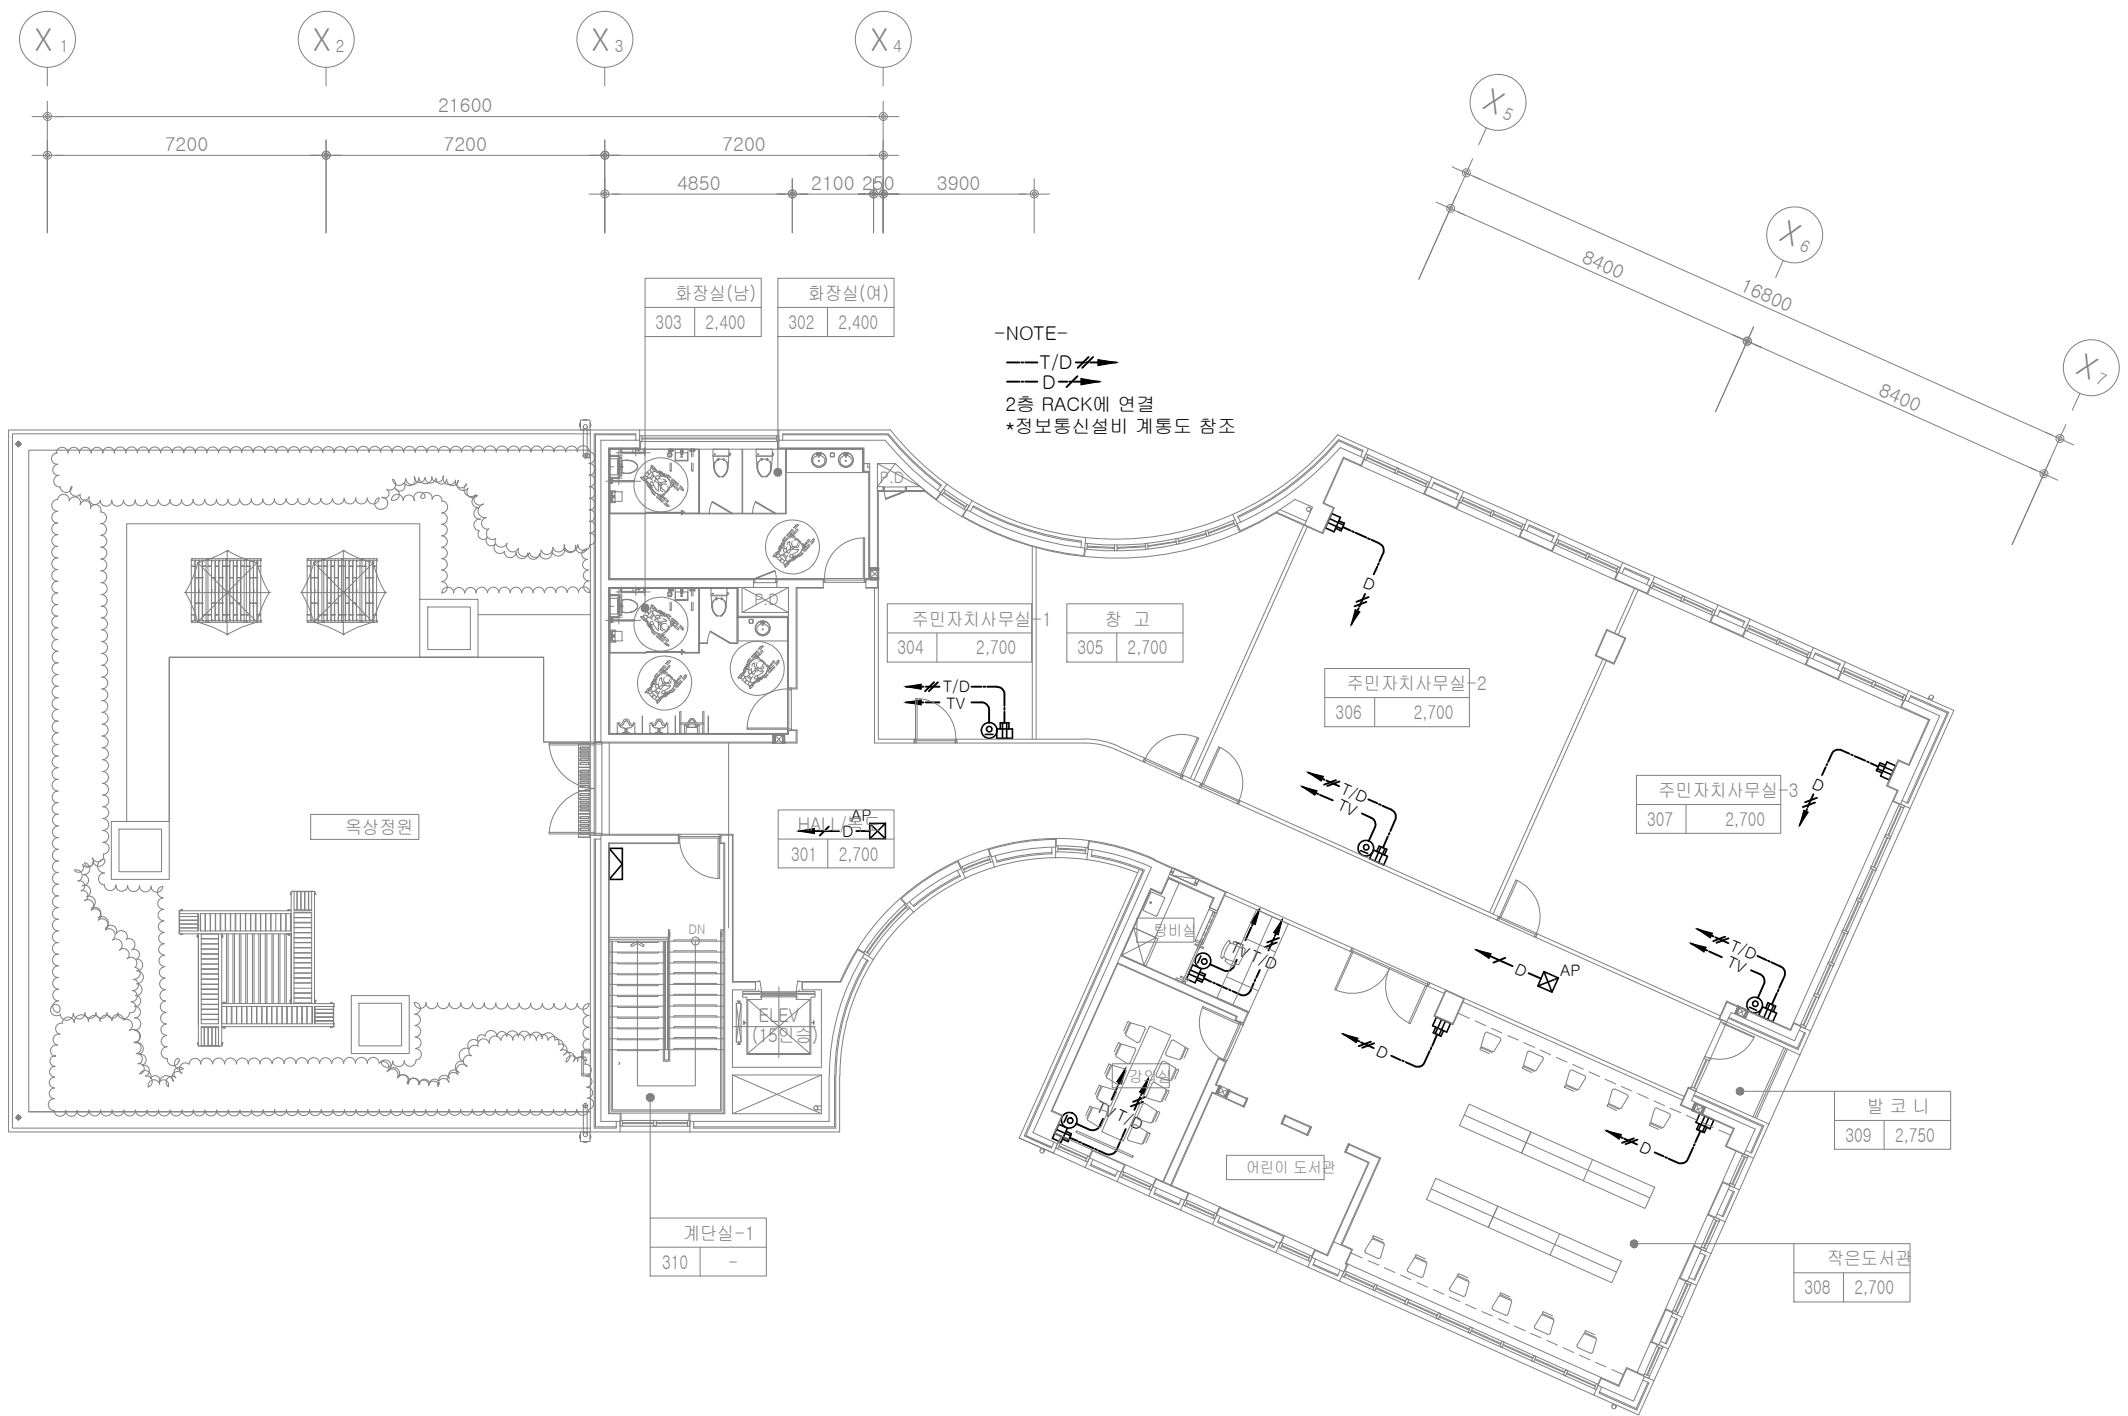 X1
X2
X3
X4
21600
7200
7200
7200
4850
2100
250
3900
X5
X6
X7
8400
16800
8400
화장실(남)
303
2,400
화장실(여)
302
2,400
-NOTE-
T/D
D
2층 RACK에 연결
*정보통신설비 계통도 참조
P.D
P.D
D
주민자치사무실-1
304
2,700
창 고
305
2,700
T/D
TV
주민자치사무실-2
306
2,700
T/D
TV
주민자치사무실-3
307
2,700
D
옥상정원
AP
D
301
2,700
DN
탕비실
TV
T/D
D
AP
T/D
TV
ELEV
(15인승)
D
강의실
T/D
D
어린이 도서관
발 코 니
309
2,750
계단실-1
310
-
작은도서관
308
2,700